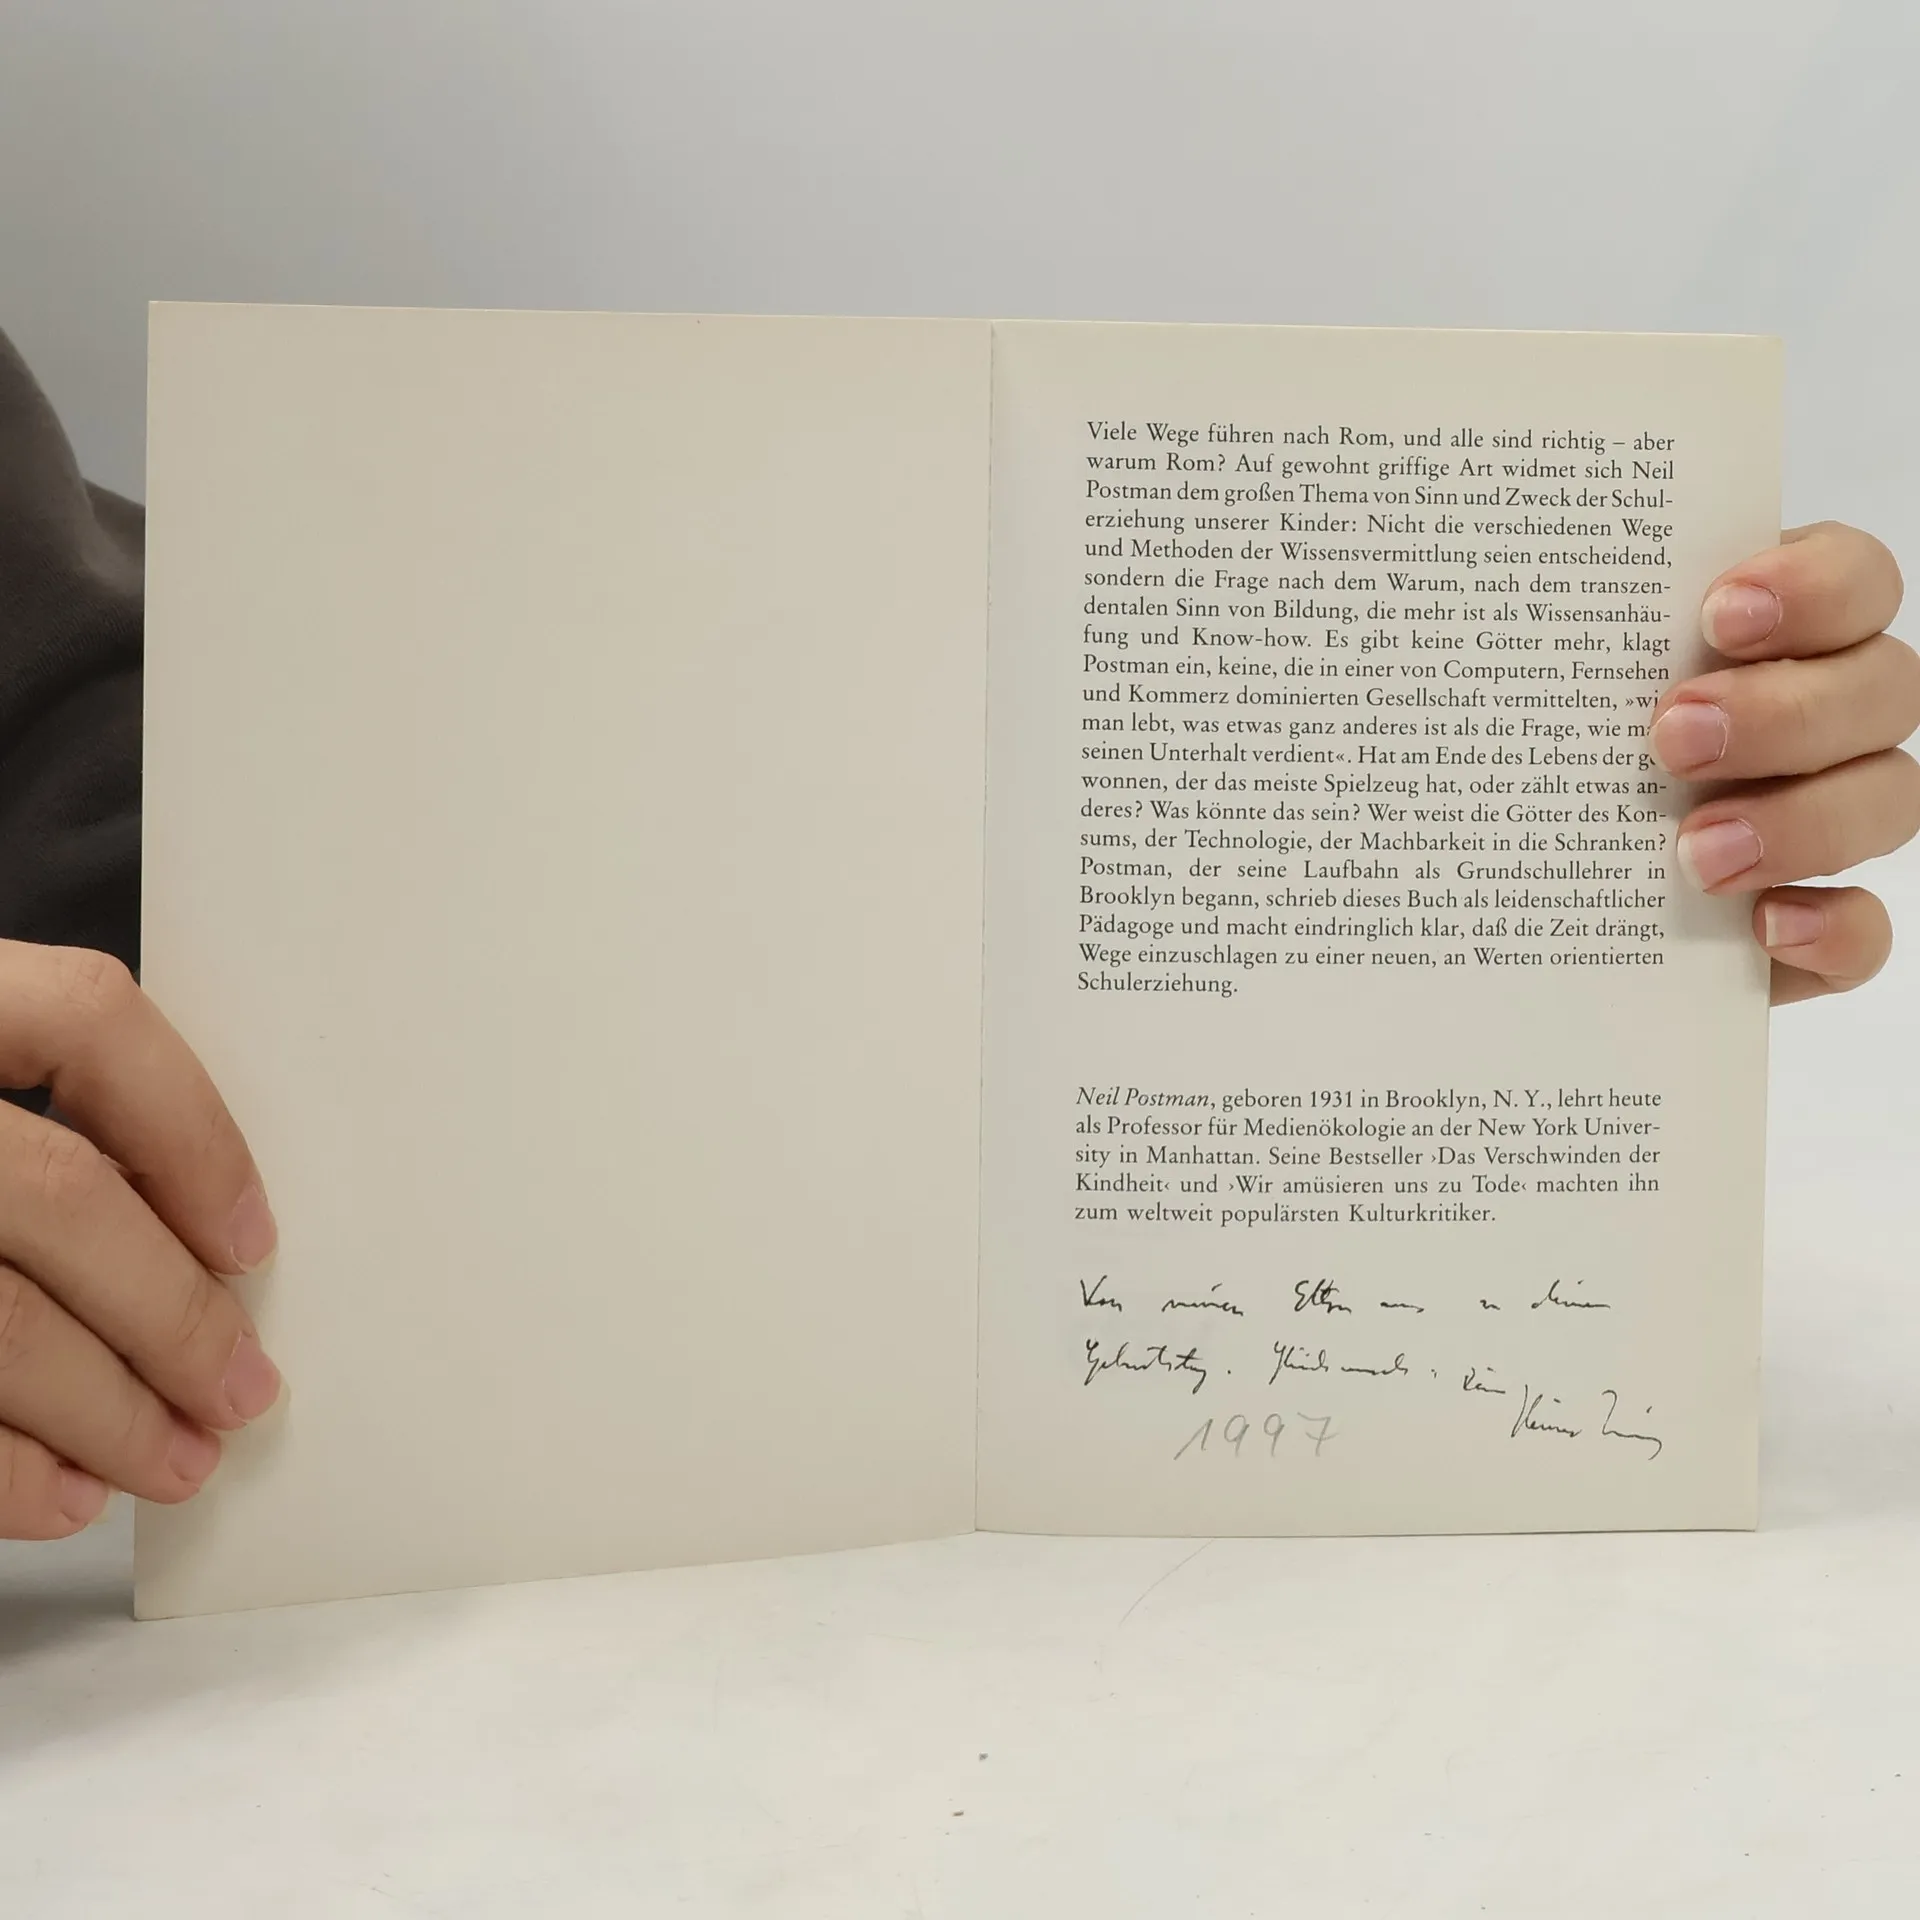 Viele Wege führen nach Rom, und alle sind richtig – aber
warum Rom? Auf gewohnt griffige Art widmet sich Neil
Postman dem großen Thema von Sinn und Zweck der Schul-
erziehung unserer Kinder: Nicht die verschiedenen Wege
und Methoden der Wissensvermittlung seien entscheidend,
sondern die Frage nach dem Warum, nach dem transzen-
dentalen Sinn von Bildung, die mehr ist als Wissensanhäu-
fung und Know-how. Es gibt keine Götter mehr, klagt
Postman ein, keine, die in einer von Computern, Fernsehen
und Kommerz dominierten Gesellschaft vermittelten,
man lebt, was etwas ganz anderes ist als die Frage, wie
seinen Unterhalt verdient«. Hat am Ende des Lebens der
wonnen, der das meiste Spielzeug hat, oder zählt etwas an-
deres? Was könnte das sein? Wer weist die Götter des Kon-
sums, der Technologie, der Machbarkeit in die Schranken?
Postman, der seine Laufbahn als Grundschullehrer in
Brooklyn begann, schrieb dieses Buch als leidenschaftlicher
Pädagoge und macht eindringlich klar, daß die Zeit drängt,
Wege einzuschlagen zu einer neuen, an Werten orientierten
Schulerziehung.
Neil Postman, geboren 1931 in Brooklyn, N. Y., lehrt heute
als Professor für Medienökologie an der New York Univer-
sity in Manhattan. Seine Bestseller ›Das Verschwinden der
Kindheit‹ und ›Wir amüsieren uns zu Tode‹ machten ihn
zum weltweit populärsten Kulturkritiker.
Von meinen Eltern
Geburtstag.
1997